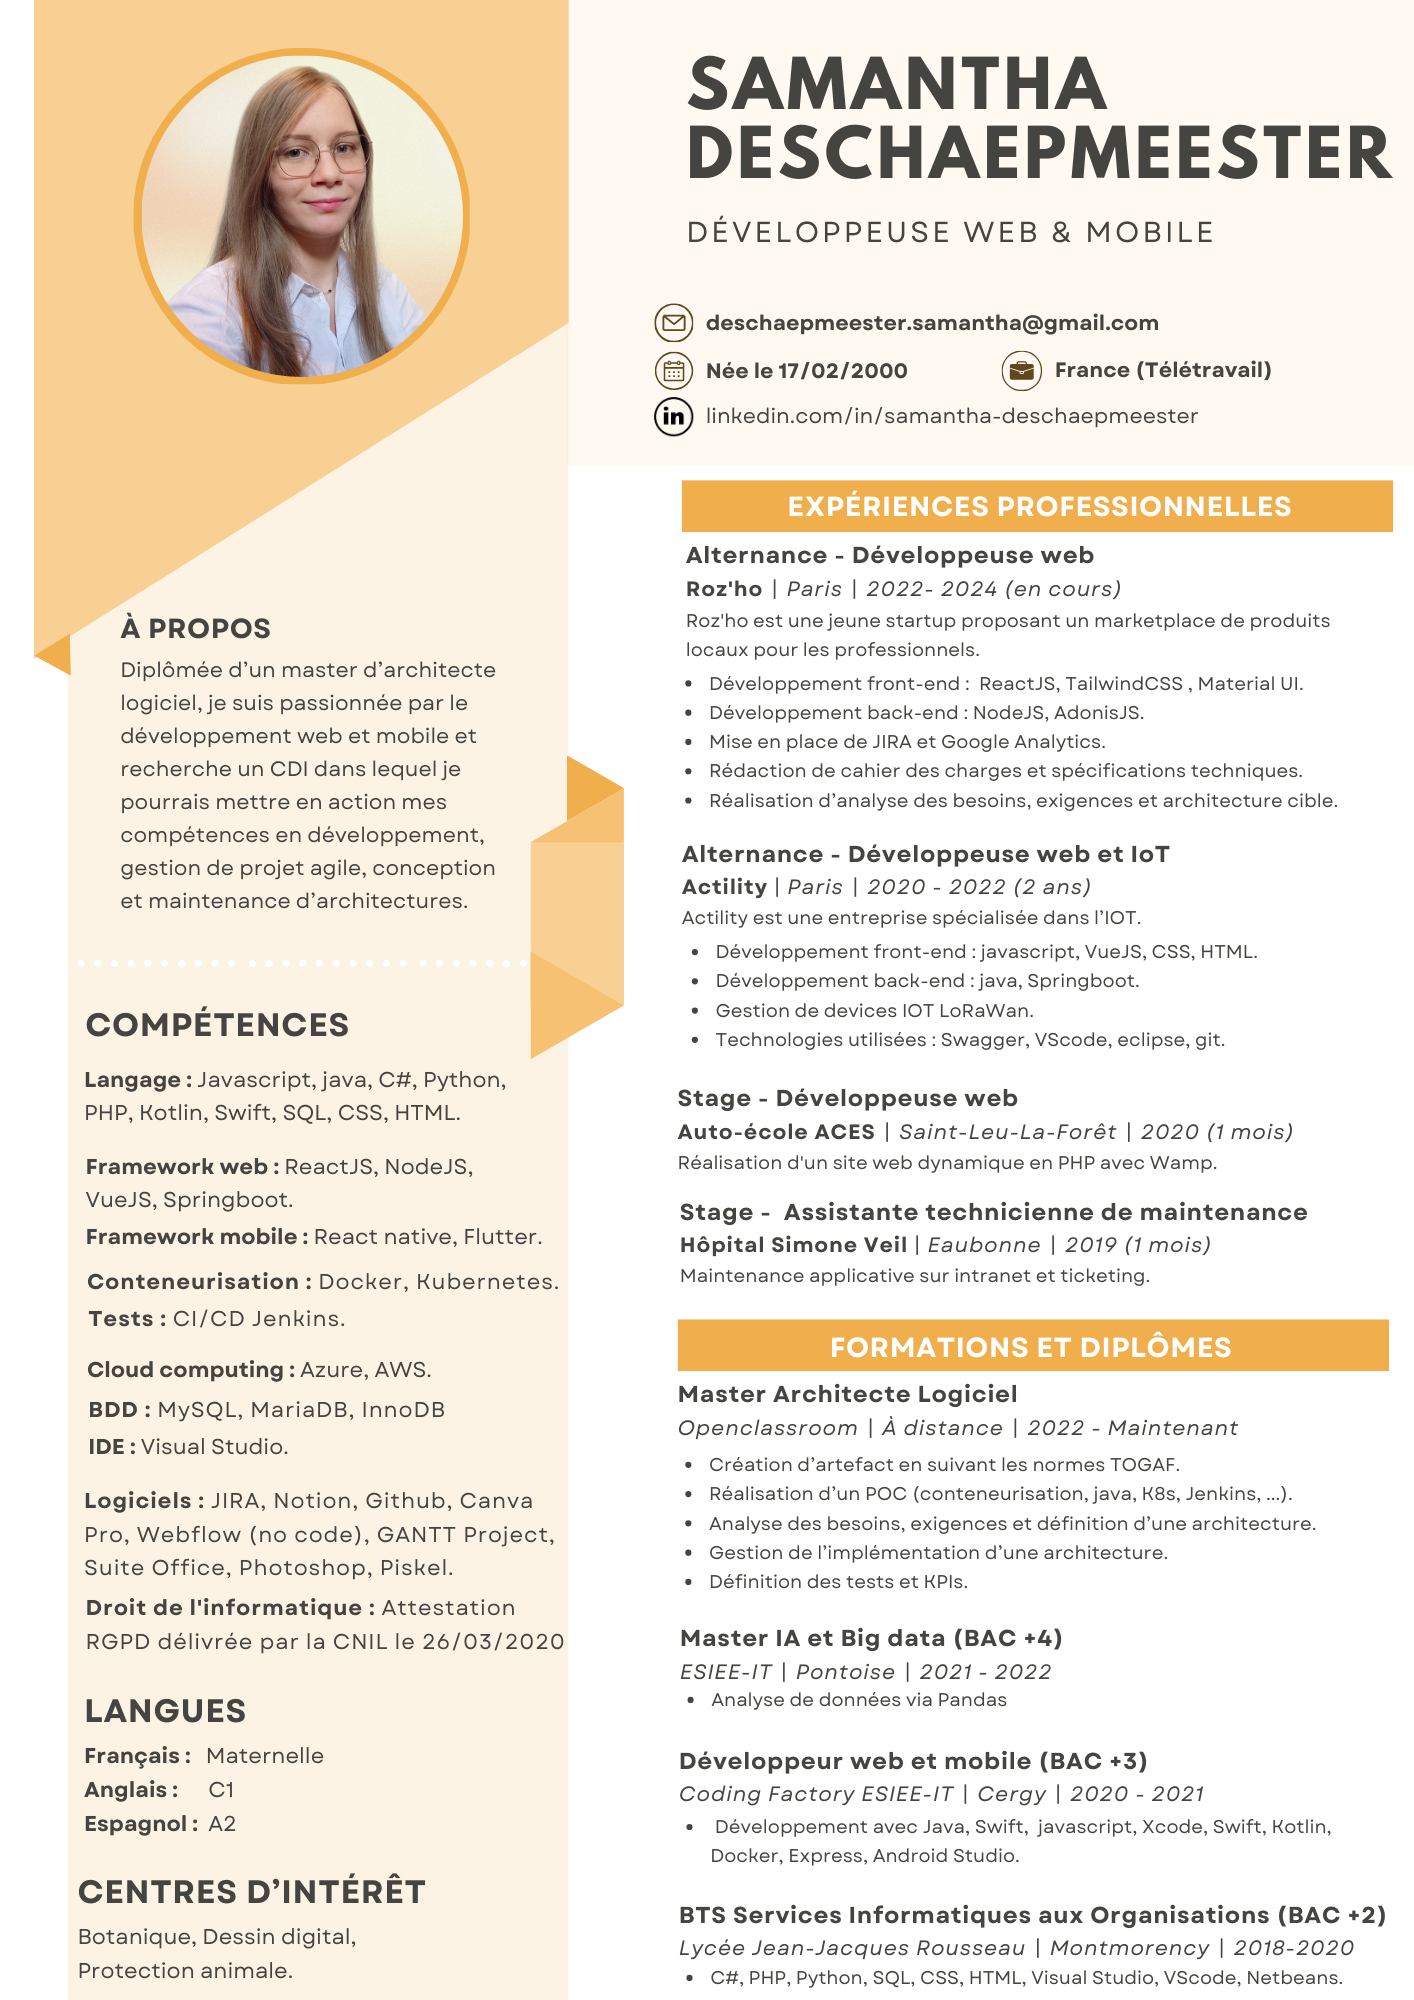 SAMANTHA
DESCHAEPMEESTER
DÉVELOPPEUSE WEB & MOBILE
deschaepmeester.samantha@gmail.com
Née le 17/02/2000
France (Télétravail)
in
linkedin.com/in/samantha-deschaepmeester
À PROPOS
Diplômée d’un master d’architecte
logiciel, je suis passionnée par le
développement web et mobile et
recherche un CDI dans lequel je
pourrais mettre en action mes
compétences en développement,
gestion de projet agile, conception
et maintenance d’architectures.
COMPÉTENCES
Langage : Javascript, java, C#, Python,
PHP, Kotlin, Swift, SQL, CSS, HTML.
Framework web : ReactJS, NodeJS,
VueJS, Springboot.
Framework mobile : React native, Flutter.
Conteneurisation : Docker, Kubernetes.
Tests : CI/CD Jenkins.
Cloud computing : Azure, AWS.
BDD : MySQL, MariaDB, InnoDB
IDE : Visual Studio.
Logiciels : JIRA, Notion, Github, Canva
Pro, Webflow (no code), GANTT Project,
Suite Office, Photoshop, Piskel.
Droit de l'informatique : Attestation
RGPD délivrée par la CNIL le 26/03/2020
LANGUES
Français : Maternelle
Anglais : C1
Espagnol : A2
CENTRES D’INTÉRÊT
Botanique, Dessin digital,
Protection animale.
EXPÉRIENCES PROFESSIONNELLES
Alternance - Développeuse web
Roz'ho | Paris | 2022- 2024 (en cours)
Roz'ho est une jeune startup proposant un marketplace de produits
locaux pour les professionnels.
• Développement front-end : ReactJS, TailwindCSS , Material UI.
• Développement back-end : NodeJS, AdonisJS.
• Mise en place de JIRA et Google Analytics.
• Rédaction de cahier des charges et spécifications techniques.
• Réalisation d’analyse des besoins, exigences et architecture cible.
Alternance - Développeuse web et IoT
Actility | Paris | 2020 - 2022 (2 ans)
Actility est une entreprise spécialisée dans l’IOT.
• Développement front-end : javascript, VueJS, CSS, HTML.
• Développement back-end : java, Springboot.
• Gestion de devices IOT LoRaWan.
• Technologies utilisées : Swagger, VScode, eclipse, git.
Stage - Développeuse web
Auto-école ACES | Saint-Leu-La-Forêt | 2020 (1 mois)
Réalisation d'un site web dynamique en PHP avec Wamp.
Stage - Assistante technicienne de maintenance
Hôpital Simone Veil | Eaubonne | 2019 (1 mois)
Maintenance applicative sur intranet et ticketing.
FORMATIONS ET DIPLÔMES
Master Architecte Logiciel
Openclassroom | À distance | 2022 - Maintenant
• Création d’artefact en suivant les normes TOGAF.
• Réalisation d’un POC (conteneurisation, java, K8s, Jenkins, ...).
• Analyse des besoins, exigences et définition d’une architecture.
• Gestion de l’implémentation d’une architecture.
• Définition des tests et KPIs.
Master IA et Big data (BAC +4)
ESIEE-IT | Pontoise | 2021 - 2022
• Analyse de données via Pandas
Développeur web et mobile (BAC +3)
Coding Factory ESIEE-IT | Cergy | 2020 - 2021
• Développement avec Java, Swift, javascript, Xcode, Swift, Kotlin,
Docker, Express, Android Studio.
BTS Services Informatiques aux Organisations (BAC +2)
Lycée Jean-Jacques Rousseau | Montmorency | 2018-2020
• C#, PHP, Python, SQL, CSS, HTML, Visual Studio, VScode, Netbeans.